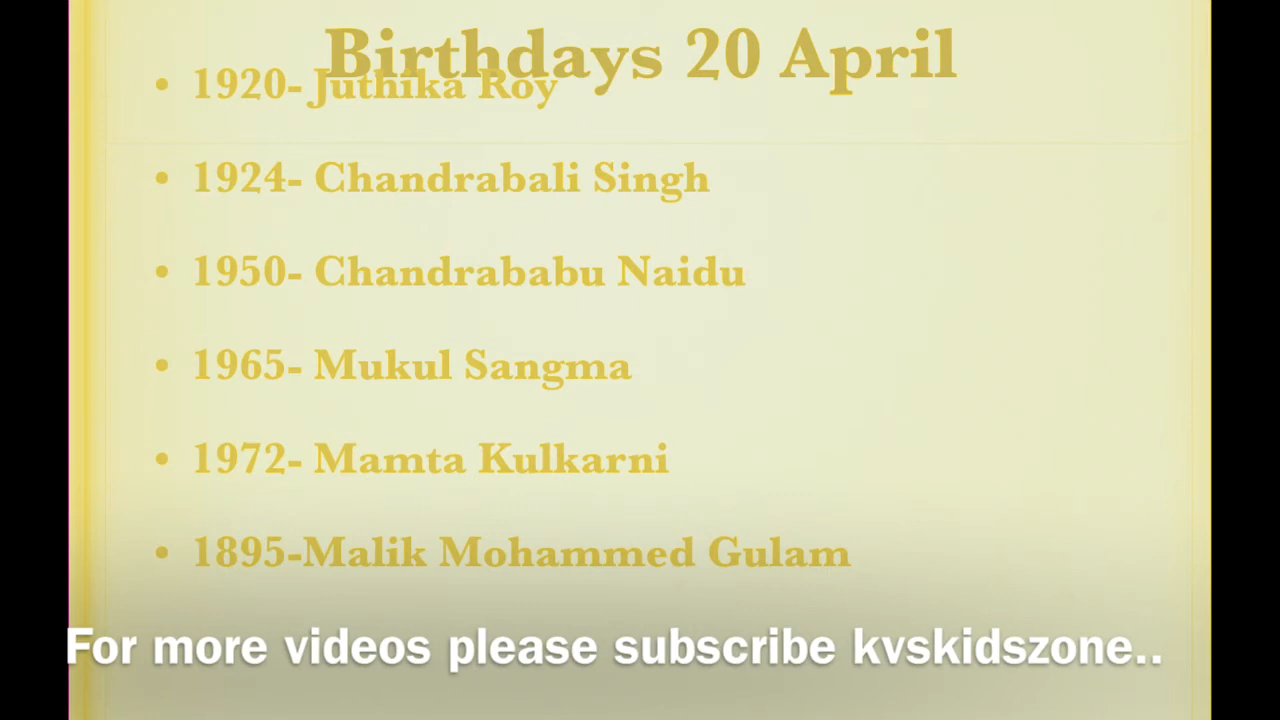 Birthdays 20 April
• 1920- Juthika Roy
• 1924- Chandrabali Singh
• 1950- Chandrababu Naidu
• 1965- Mukul Sangma
• 1972- Mamta Kulkarni
• 1895-Malik Mohammed Gulam
For more videos please subscribe kvskidszone..